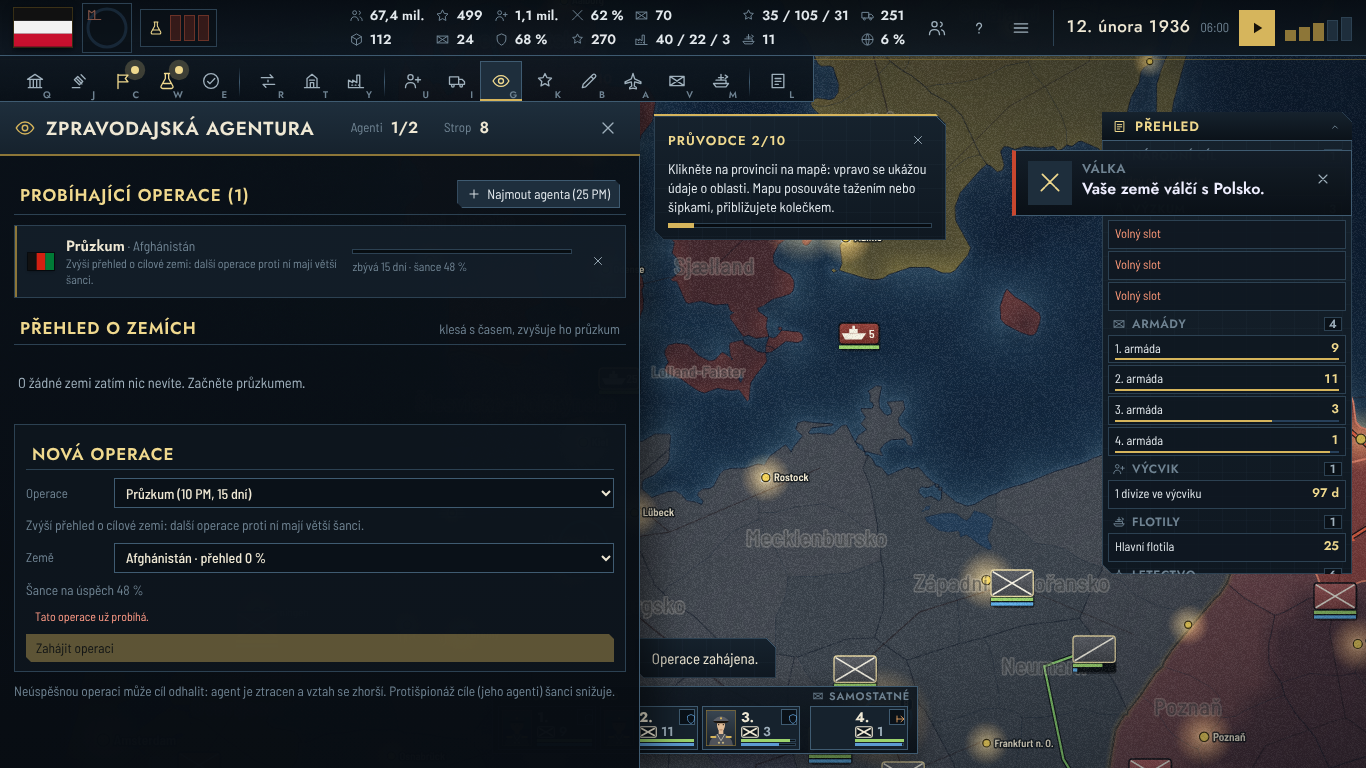 67,4 mil.
499
1,1 mil.
62 %
70
35 / 105 / 31
251
112
24
68 %
270
40 / 22 / 3
11
6 %
?
12. února 1936
06:00
Q
J
C
W
E
R
T
Y
U
I
G
K
B
A
V
M
L
ZPRAVODAJSKÁ AGENTURA
Agenti 1/2
Strop 8
PROBÍHAJÍCÍ OPERACE (1)
Najmout agenta (25 PM)
Průzkum · Afghánistán
Zvýší přehled o cílové zemi: další operace proti ní mají větší
šanci.
zbývá 15 dní · šance 48 %
PŘEHLED O ZEMÍCH
klesá s časem, zvyšuje ho průzkum
O žádné zemi zatím nic nevíte. Začněte průzkumem.
NOVÁ OPERACE
Operace
Průzkum (10 PM, 15 dní)
Zvýší přehled o cílové zemi: další operace proti ní mají větší šanci.
Země
Afghánistán · přehled 0 %
Šance na úspěch 48 %
Tato operace už probíhá.
Zahájit operaci
Neúspěšnou operaci může cíl odhalit: agent je ztracen a vztah se zhorší. Protišpionáž cíle (jeho agenti) šanci snižuje.
PRŮVODCE 2/10
Klikněte na provincii na mapě: vpravo se ukážou
údaje o oblasti. Mapu posouváte tažením nebo
šipkami, přibližujete kolečkem.
PŘEHLED
VÁLKA
Vaše země válčí s Polsko.
Volný slot
Volný slot
Volný slot
ARMÁDY
4
1. armáda
9
2. armáda
11
3. armáda
3
4. armáda
1
VÝCVIK
1
1 divize ve výcviku
97 d
FLOTILY
1
Hlavní flotila
25
LETECTVO
Sjælland
5
Lolland-Falster
Rostock
Lübeck
Mecklenbursko
Poznaň
Poznaň
Frankfurt n. O.
Operace zahájena.
SAMOSTATNÉ
2.
11
3.
3
4.
1